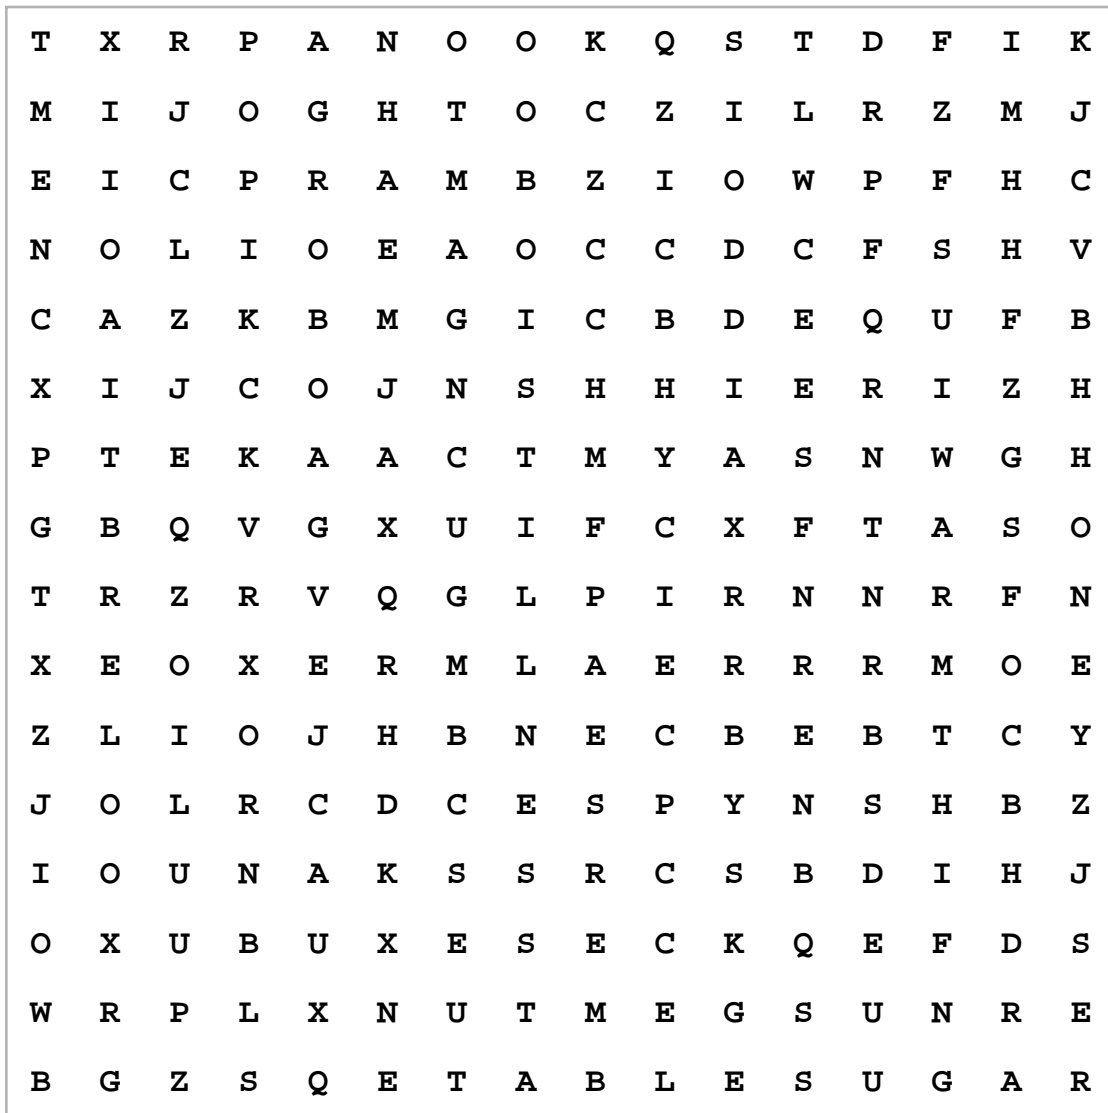 T X R P A N O O K Q S T D F I K
M I J O G H T O C Z I L R Z M J
E I C P R A M B Z I O W P F H C
N O L I O E A O C C D C F S H V
C A Z K B M G I C B D E Q U F B
X I J C O J N S H H I E R I Z H
P T E K A A C T M Y A S N W G H
G B Q V G X U I F C X F T A S O
T R Z R V Q G L P I R N N R F N
X E O X E R M L A E R R R M O E
Z L I O J H B N E C B E B T C Y
J O L R C D C E S P Y N S H B Z
I O U N A K S S R C S B D I H J
O X U B U X E S E C K Q E F D S
W R P L X N U T M E G S U N R E
B G Z S Q E T A B L E S U G A R